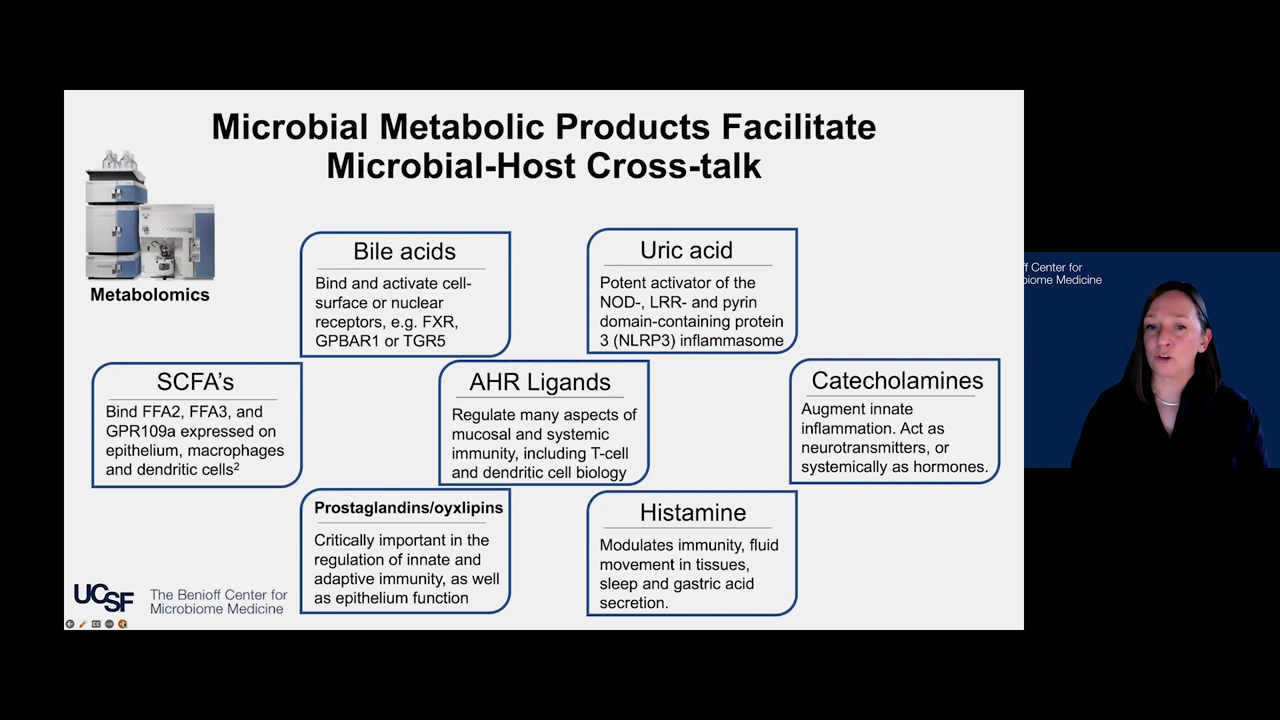 Microbial Metabolic Products Facilitate
Microbial-Host Cross-talk
Metabolomics
Bile acids
Bind and activate cell-
surface or nuclear
receptors, e.g. FXR,
GPBAR1 or TGR5
Uric acid
Potent activator of the
NOD-, LRR- and pyrin
domain-containing protein
3 (NLRP3) inflammasome
SCFA's
Bind FFA2, FFA3, and
GPR109a expressed on
epithelium, macrophages
and dendritic cells²
AHR Ligands
Regulate many aspects of
mucosal and systemic
immunity, including T-cell
and dendritic cell biology
Catecholamines
Augment innate
inflammation. Act as
neurotransmitters, or
systemically as hormones.
Prostaglandins/oyxlipins
Critically important in the
regulation of innate and
adaptive immunity, as well
as epithelium function
Histamine
Modulates immunity, fluid
movement in tissues,
sleep and gastric acid
secretion.
UCSF
The Benioff Center for
Microbiome Medicine
ff Center for
biome Medicine